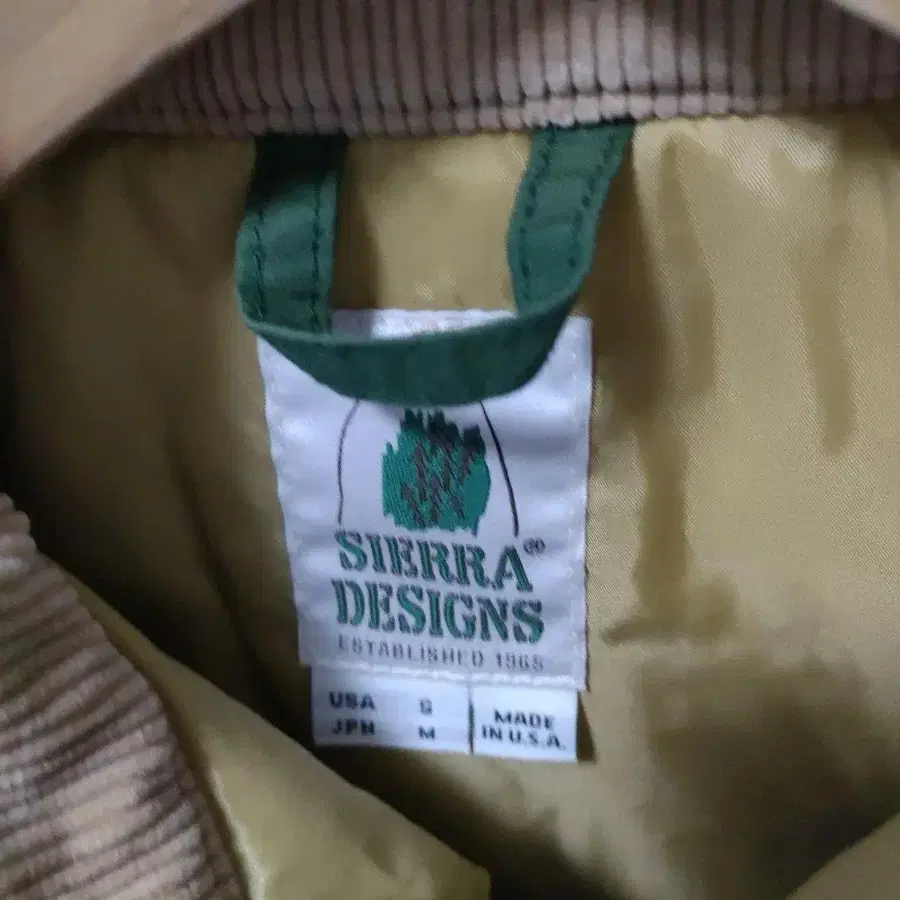 SIERRA®
DESIGNS
ESTABLISHED 1965
USA S
JPN M
MADE
IN U.S.A.